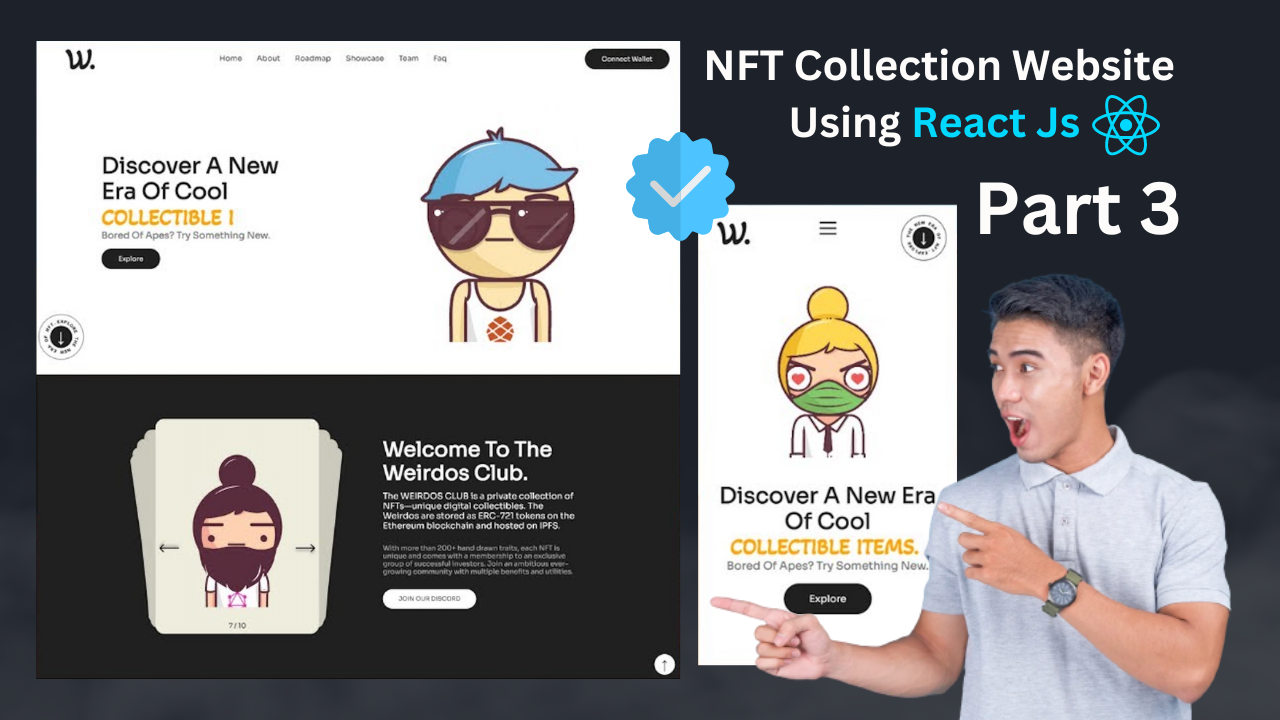 W.
Home About Roadmap Showcase Team Faq
Connect Wallet
Discover A New
Era Of Cool
COLLECTIBLE I
Bored Of Apes? Try Something New.
Explore
Welcome To The
Weirdos Club.
The WEIRDOS CLUB is a private collection of
NFTs—unique digital collectibles. The
Weirdos are stored as ERC-721 tokens on the
Ethereum blockchain and hosted on IPFS.
With more than 200+ hand drawn traits, each NFT is
unique and comes with a membership to an exclusive
group of successful investors. Join an ambitious ever-
growing community with multiple benefits and utilities.
JOIN OUR DISCORD
7 / 10
NFT Collection Website
Using React Js
Part 3
W.
Discover A New Era
Of Cool
COLLECTIBLE ITEMS.
Bored Of Apes? Try Something New.
Explore